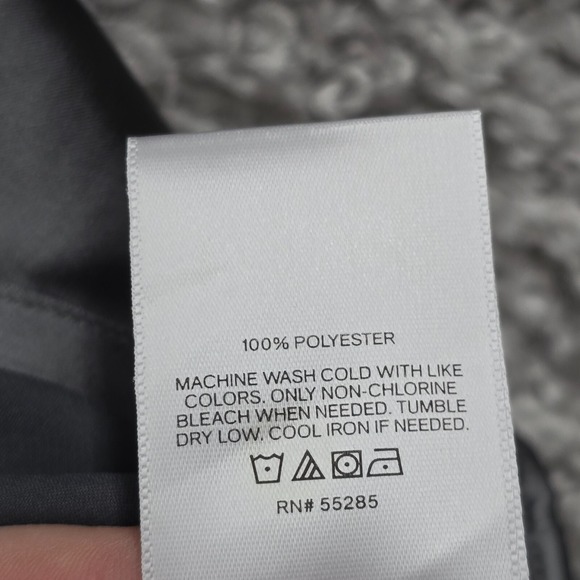 100% POLYESTER
MACHINE WASH COLD WITH LIKE
COLORS. ONLY NON-CHLORINE
BLEACH WHEN NEEDED. TUMBLE
DRY LOW. COOL IRON IF NEEDED.
RN# 55285